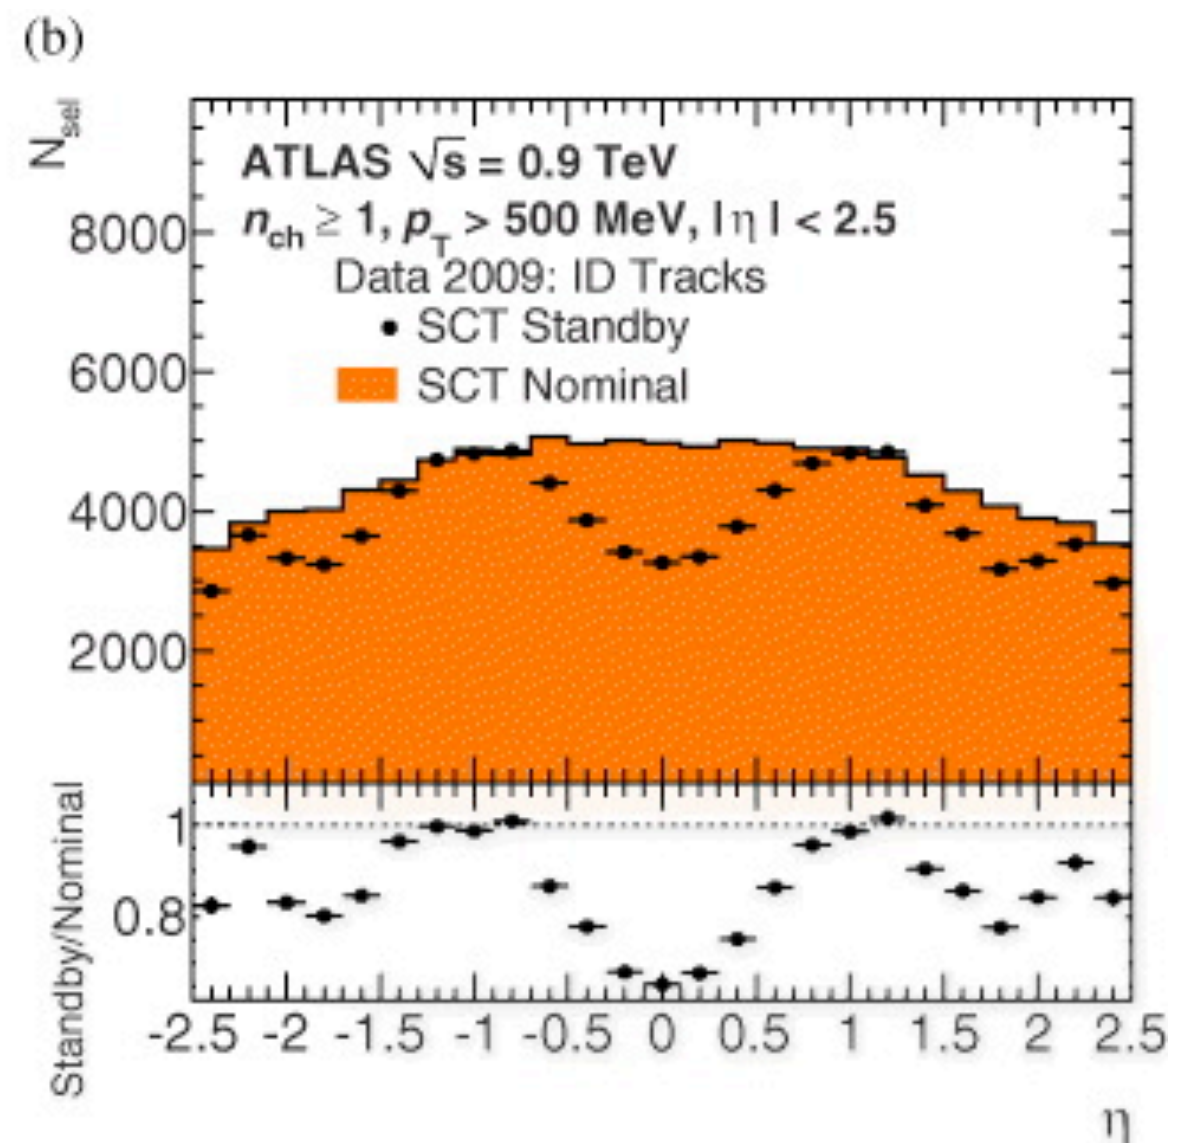 (b)
N_sel
ATLAS √s = 0.9 TeV
n_ch ≥ 1, p_T > 500 MeV, | η | < 2.5
Data 2009: ID Tracks
SCT Standby
SCT Nominal
8000
6000
4000
2000
Standby/Nominal
1
0.8
-2.5 -2 -1.5 -1 -0.5 0 0.5 1 1.5 2 2.5
η